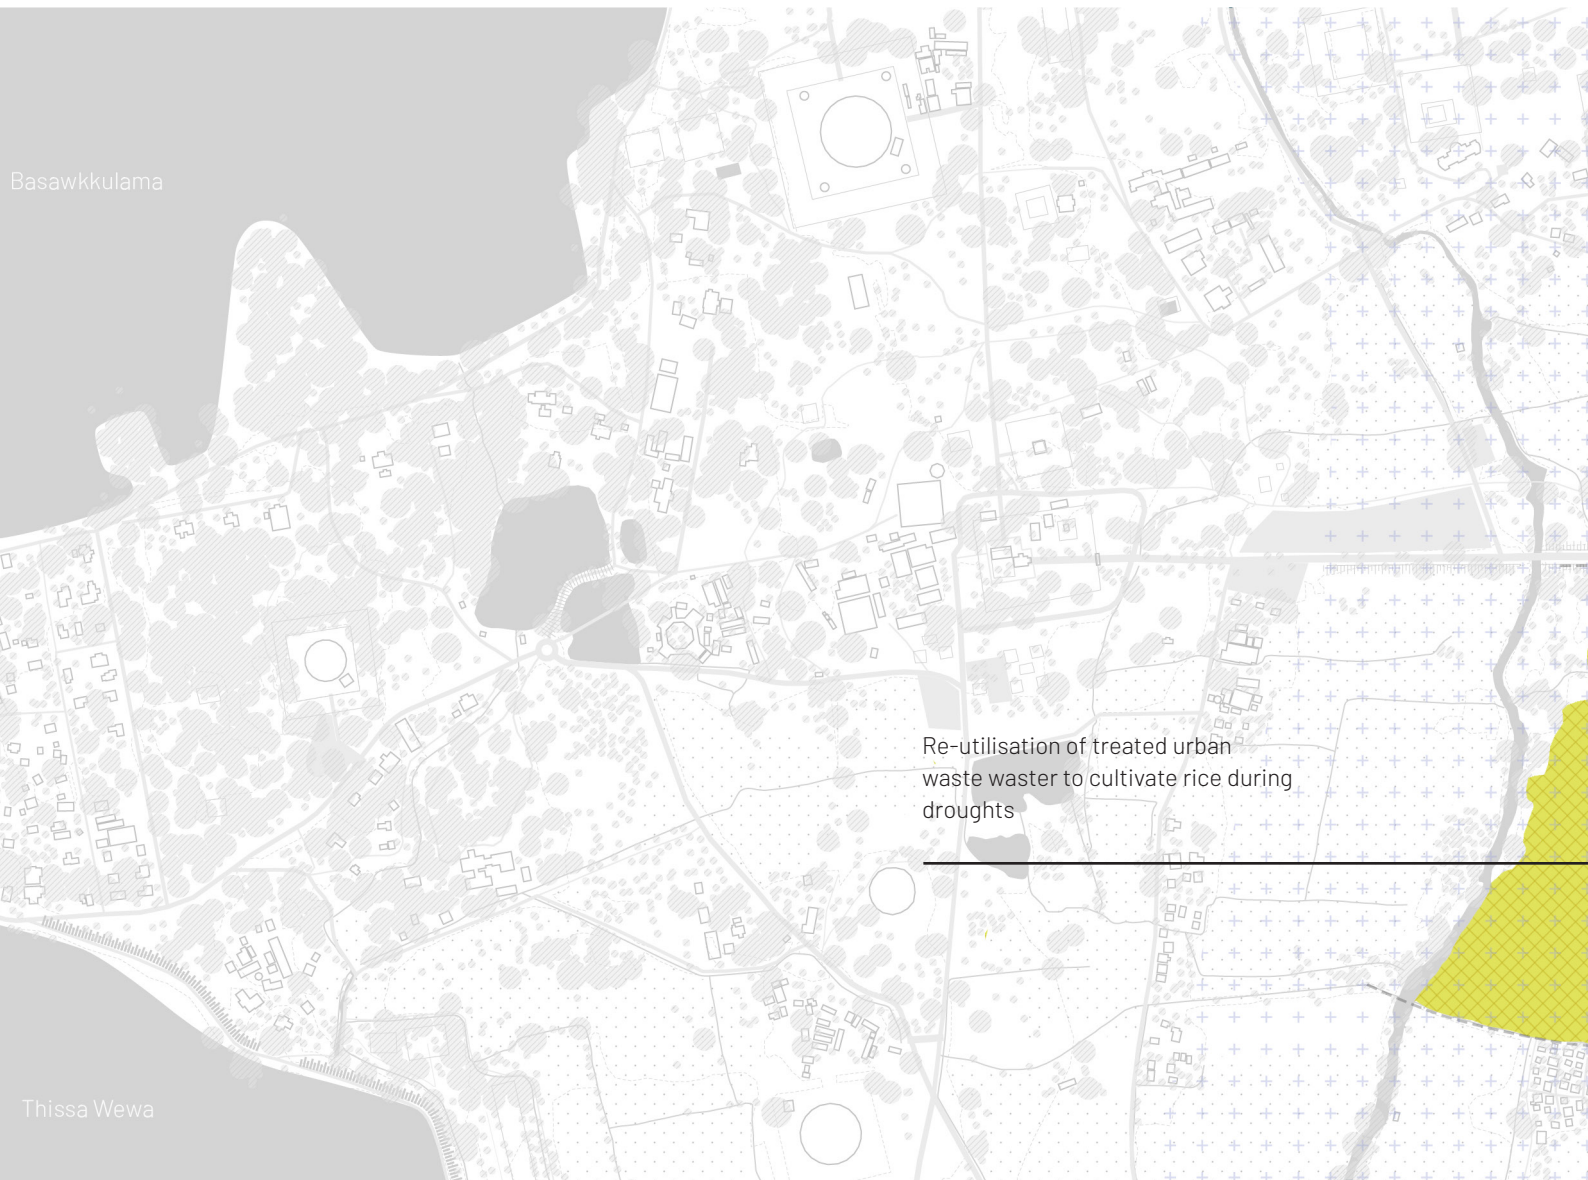 Basawkkulama
Re-utilisation of treated urban
waste waster to cultivate rice during
droughts
Thissa Wewa